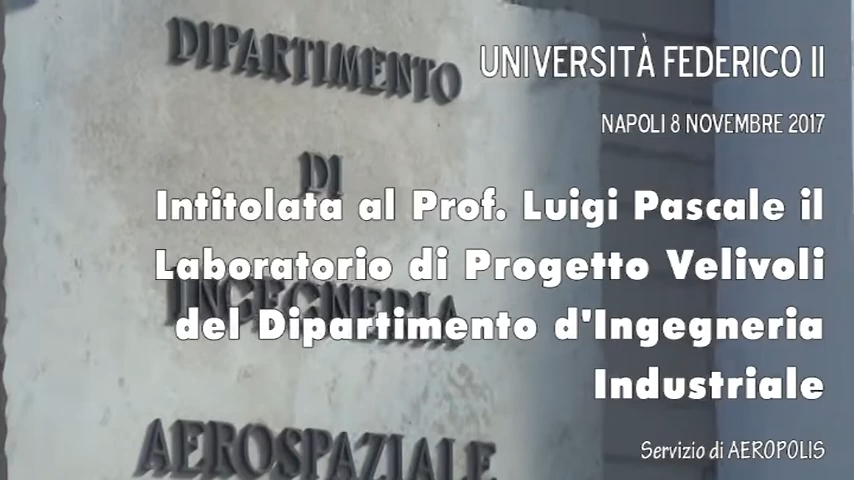 UNIVERSITÀ FEDERICO II
NAPOLI 8 NOVEMBRE 2017
DIPARTIMENTO
DI
INGEGNERIA
AEROSPAZIALE
Intitolata al Prof. Luigi Pascale il
Laboratorio di Progetto Velivoli
del Dipartimento d'Ingegneria
Industriale
Servizio di AEROPOLIS